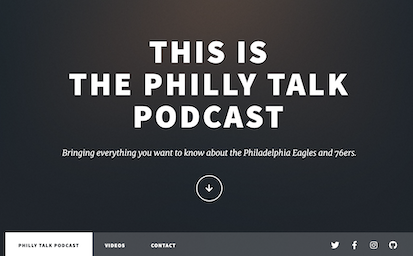 THIS IS
THE PHILLY TALK
PODCAST
Bringing everything you want to know about the Philadelphia Eagles and 76ers.
PHILLY TALK PODCAST
VIDEOS
CONTACT